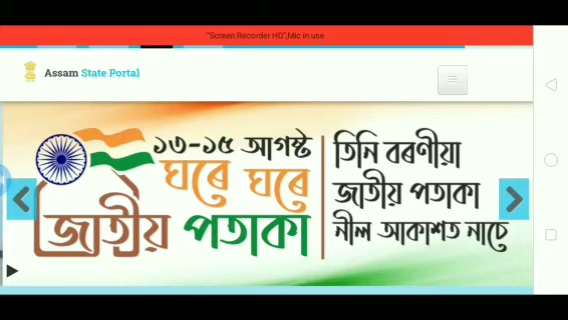 "Screen Recorder HD",Mic in use
Assam State Portal
১৩-১৫ আগষ্ট
ঘৰে ঘৰে
জাতীয় পতাকা
তিনি বৰণীয়া
জাতীয় পতাকা
নীল আকাশত নাচে